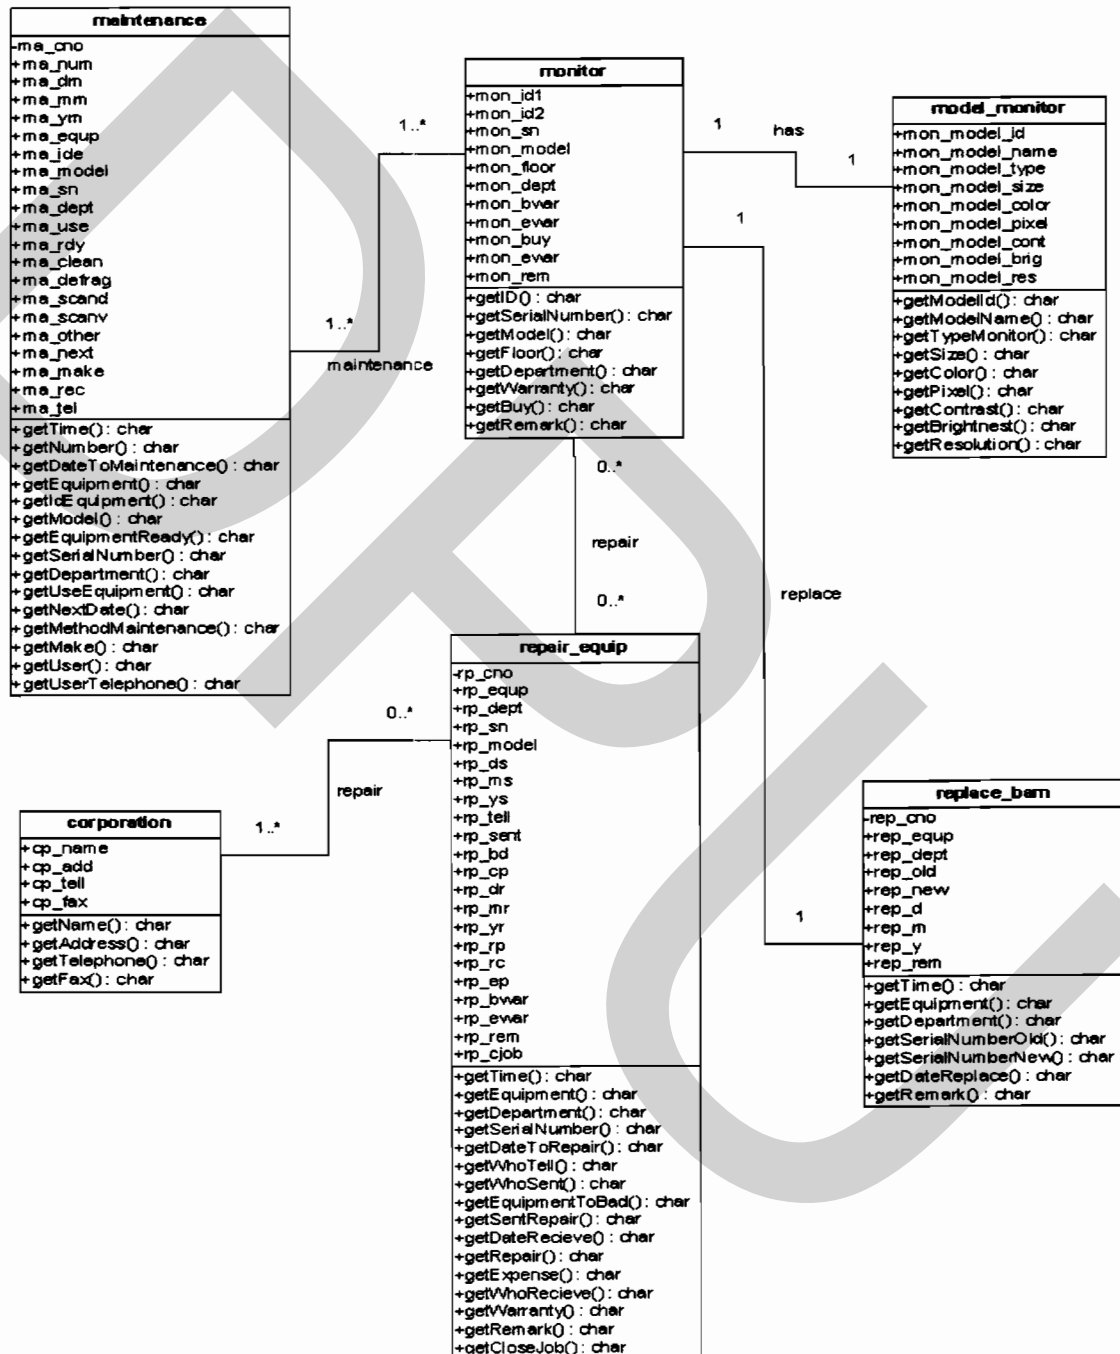 maintenance
-ma_cno
+ma_num
+ma_dm
+ma_mm
+ma_ym
+ma_equp
+ma_ide
+ma_model
+ma_sn
+ma_dept
+ma_use
+ma_rdy
+ma_clean
+ma_defrag
+ma_scand
+ma_scanv
+ma_other
+ma_next
+ma_make
+ma_rec
+ma_tel
+getTime() : char
+getNumber() : char
+getDateToMaintenance() : char
+getEquipment() : char
+getIdEquipment() : char
+getModel() : char
+getEquipmentReady() : char
+getSerialNumber() : char
+getDepartment() : char
+getUseEquipment() : char
+getNextDate() : char
+getMethodMaintenance() : char
+getMake() : char
+getUser() : char
+getUserTelephone() : char
1..*
1..*
maintenance
monitor
+mon_id1
+mon_id2
+mon_sn
+mon_model
+mon_floor
+mon_dept
+mon_bwar
+mon_ewar
+mon_buy
+mon_ewar
+mon_rem
+getID() : char
+getSerialNumber() : char
+getModel() : char
+getFloor() : char
+getDepartment() : char
+getWarranty() : char
+getBuy() : char
+getRemark() : char
1
has
1
model_monitor
+mon_model_id
+mon_model_name
+mon_model_type
+mon_model_size
+mon_model_color
+mon_model_pixel
+mon_model_cont
+mon_model_brig
+mon_model_res
+getModelId() : char
+getModelName() : char
+getTypeMonitor() : char
+getSize() : char
+getColor() : char
+getPixel() : char
+getContrast() : char
+getBrightnest() : char
+getResolution() : char
1
replace
1
0..*
repair
0..*
repair_equip
-rp_cno
+rp_equp
+rp_dept
+rp_sn
+rp_model
+rp_ds
+rp_ms
+rp_ys
+rp_tell
+rp_sent
+rp_bd
+rp_cp
+rp_dr
+rp_mr
+rp_yr
+rp_rp
+rp_rc
+rp_ep
+rp_bwar
+rp_ewar
+rp_rem
+rp_cjob
+getTime() : char
+getEquipment() : char
+getDepartment() : char
+getSerialNumber() : char
+getDateToRepair() : char
+getWhoTell() : char
+getWhoSent() : char
+getEquipmentToBad() : char
+getSentRepair() : char
+getDateRecieve() : char
+getRepair() : char
+getExpense() : char
+getWhoRecieve() : char
+getWarranty() : char
+getRemark() : char
+getCloseJob() : char
0..*
repair
1..*
corporation
+cp_name
+cp_add
+cp_tell
+cp_fax
+getName() : char
+getAddress() : char
+getTelephone() : char
+getFax() : char
replace_bam
-rep_cno
+rep_equp
+rep_dept
+rep_old
+rep_new
+rep_d
+rep_m
+rep_y
+rep_rem
+getTime() : char
+getEquipment() : char
+getDepartment() : char
+getSerialNumberOld() : char
+getSerialNumberNew() : char
+getDateReplace() : char
+getRemark() : char
DPU